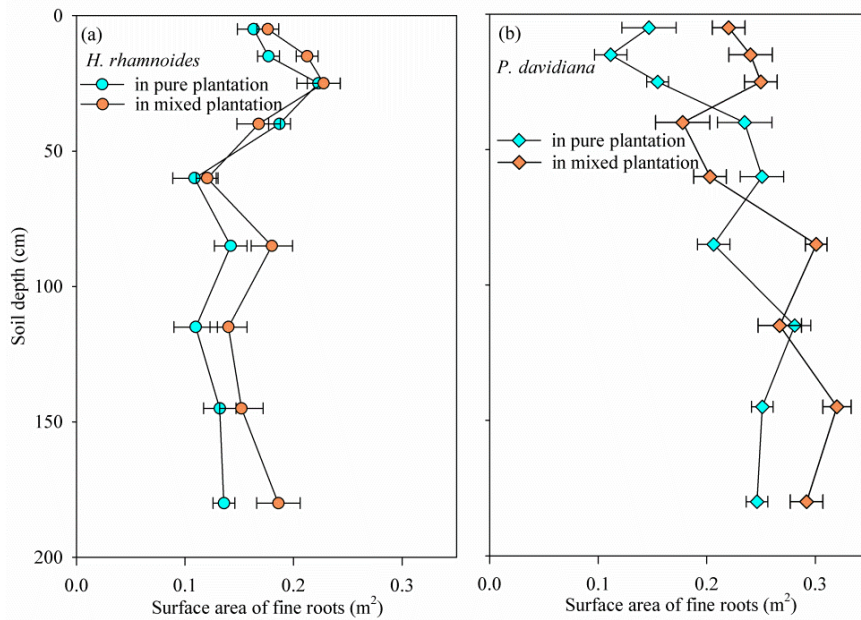 (a)
H. rhamnoides
in pure plantation
in mixed plantation
0
50
100
150
200
Soil depth (cm)
0.0 0.1 0.2 0.3
Surface area of fine roots (m²)
(b)
P. davidiana
in pure plantation
in mixed plantation
0.0 0.1 0.2 0.3
Surface area of fine roots (m²)